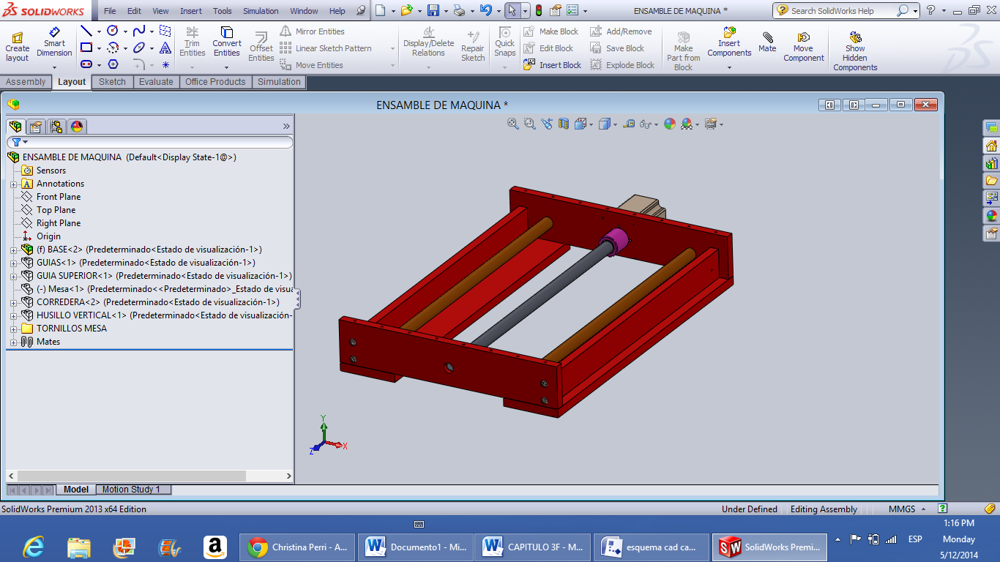 SOLIDWORKS File Edit View Insert Tools Simulation Window Help ENSAMBLE DE MAQUINA * Search SolidWorks Help
Create layout
Smart Dimension
Trim Entities
Convert Entities
Offset Entities
Mirror Entities
Linear Sketch Pattern
Move Entities
Display/Delete Relations
Repair Sketch
Quick Snaps
Make Block
Edit Block
Insert Block
Add/Remove
Save Block
Explode Block
Make Part from Block
Insert Components
Mate
Move Component
Show Hidden Components
Assembly Layout Sketch Evaluate Office Products Simulation
ENSAMBLE DE MAQUINA *
ENSAMBLE DE MAQUINA (Default<Display State-1@>)
Sensors
A Annotations
Front Plane
Top Plane
Right Plane
Origin
(f) BASE<2> (Predeterminado<Estado de visualización-1>)
GUIAS<1> (Predeterminado<Estado de visualización-1>)
GUIA SUPERIOR<1> (Predeterminado<Estado de visualización-1>)
(-) Mesa<1> (Predeterminado<<Predeterminado>_Estado de visua
CORREDERA<2> (Predeterminado<Estado de visualización-1>)
HUSILLO VERTICAL<1> (Predeterminado<Estado de visualización-
TORNILLOS MESA
Mates
Y
X
Z
Model Motion Study 1
SolidWorks Premium 2013 x64 Edition Under Defined Editing Assembly MMGS
Christina Perri - A... Documento1 - Mi... CAPITULO 3F - M... esquema cad ca... SolidWorks Premi... ESP
1:16 PM
Monday
5/12/2014